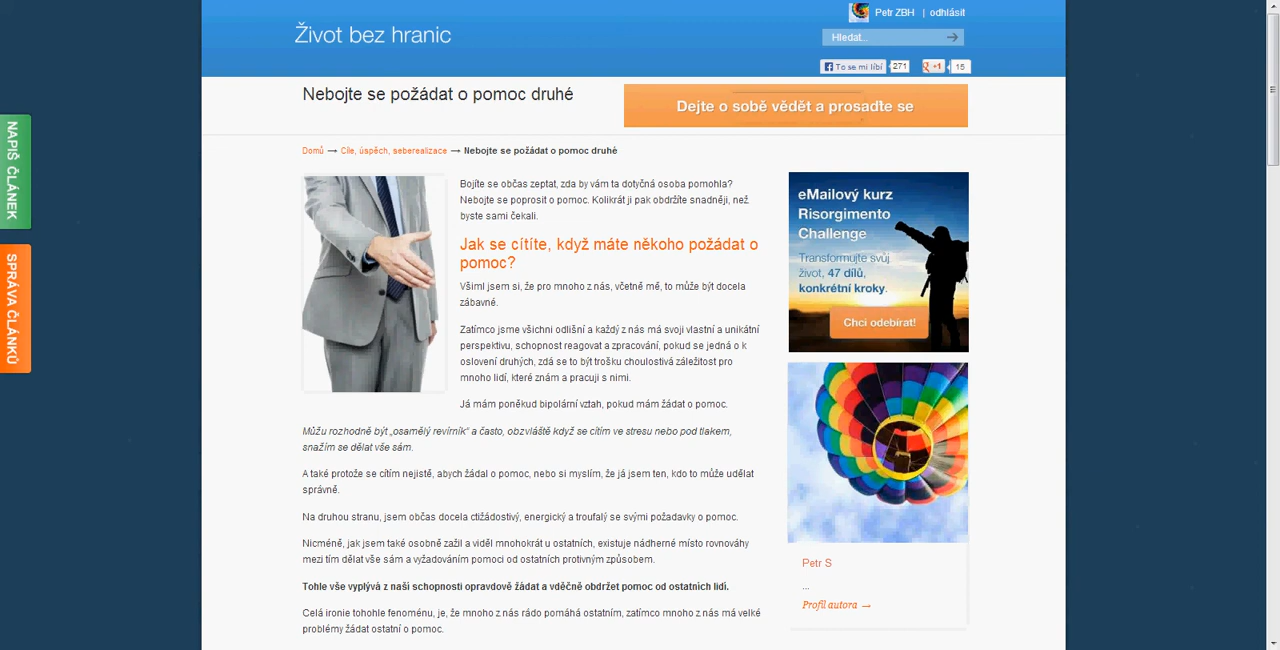 Petr ZBH | odhlásit
Život bez hranic
Hledat...
To se mi líbí 271
+1 15
Nebojte se požádat o pomoc druhé
Dejte o sobě vědět a prosaďte se
NAPIŠ ČLÁNEK
SPRÁVA ČLÁNKŮ
Domů → Cíle, úspěch, seberealizace → Nebojte se požádat o pomoc druhé
Bojíte se občas zeptat, zda by vám ta dotyčná osoba pomohla?
Nebojte se poprosit o pomoc. Kolikrát ji pak obdržíte snadněji, než
byste sami čekali.
Jak se cítíte, když máte někoho požádat o
pomoc?
Všiml jsem si, že pro mnoho z nás, včetně mě, to může být docela
zábavné.
Zatímco jsme všichni odlišní a každý z nás má svoji vlastní a unikátní
perspektivu, schopnost reagovat a zpracování, pokud se jedná o k
oslovení druhých, zdá se to být trošku choulostivá záležitost pro
mnoho lidí, které znám a pracuji s nimi.
Já mám poněkud bipolární vztah, pokud mám žádat o pomoc.
Můžu rozhodně být „osamělý revírník“ a často, obzvláště když se cítím ve stresu nebo pod tlakem,
snažím se dělat vše sám.
A také protože se cítím nejistě, abych žádal o pomoc, nebo si myslím, že já jsem ten, kdo to může udělat
správně.
Na druhou stranu, jsem občas docela ctižádostivý, energický a troufalý se svými požadavky o pomoc.
Nicméně, jak jsem také osobně zažil a viděl mnohokrát u ostatních, existuje nádherné místo rovnováhy
mezi tím dělat vše sám a vyžadováním pomoci od ostatních protivným způsobem.
Tohle vše vyplývá z naší schopnosti opravdově žádat a vděčně obdržet pomoc od ostatních lidí.
Celá ironie tohohle fenoménu, je, že mnoho z nás rádo pomáhá ostatním, zatímco mnoho z nás má velké
problémy žádat ostatní o pomoc.
eMailový kurz
Risorgimento
Challenge
Transformujte svůj
život, 47 dílů,
konkrétní kroky.
Chci odebírat!
Petr S
...
Profil autora →